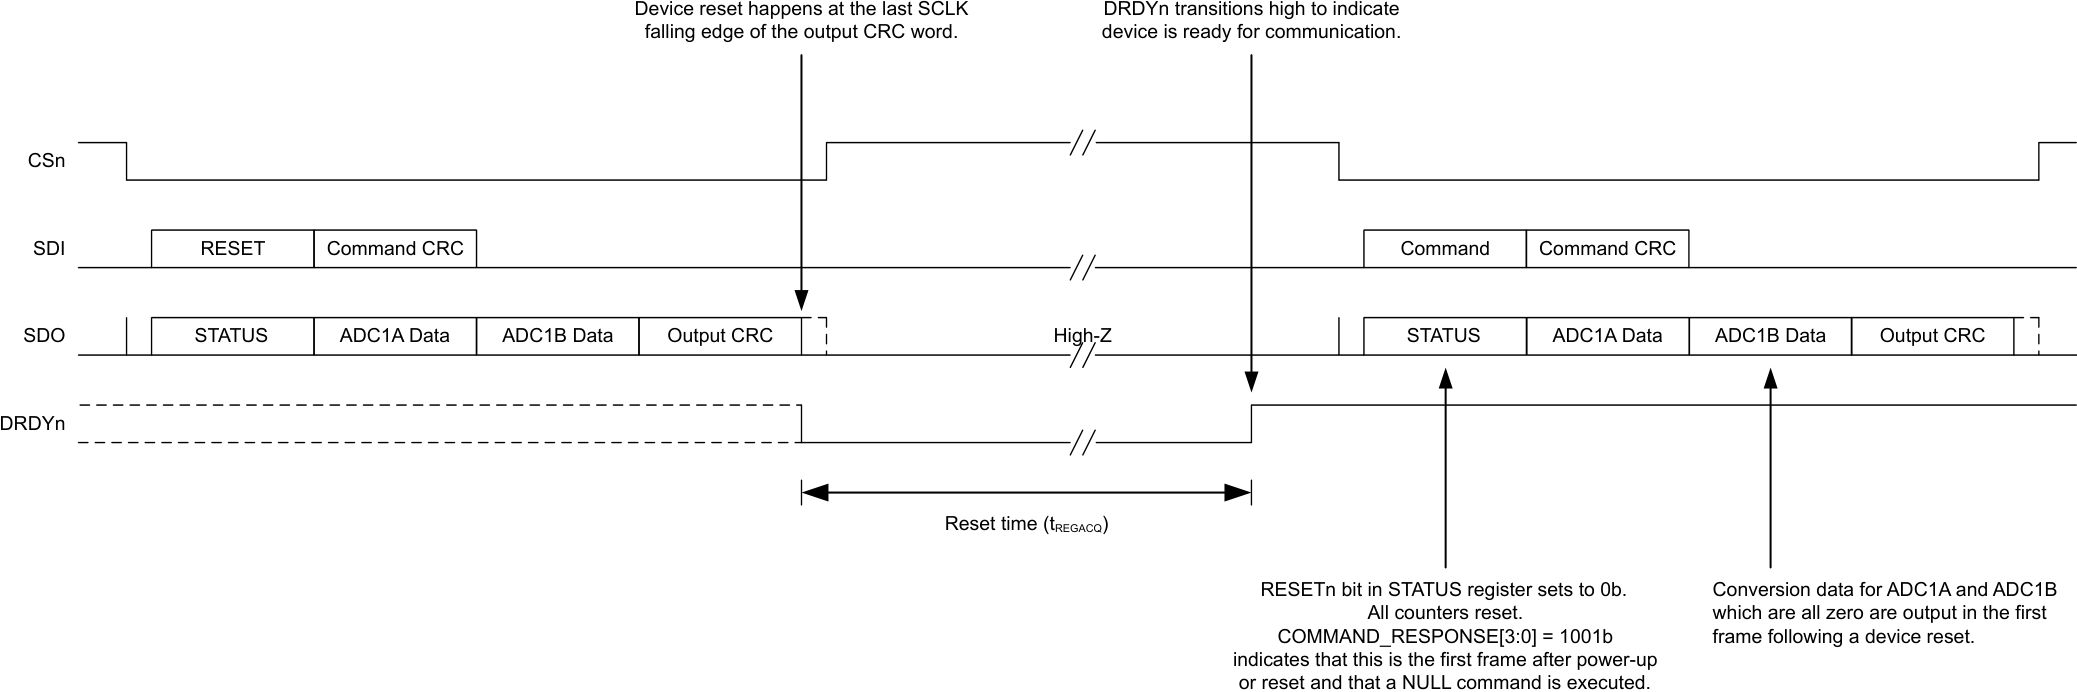 Device reset happens at the last SCLK
falling edge of the output CRC word.
DRDYn transitions high to indicate
device is ready for communication.
CSn
SDI
RESET
Command CRC
Command
Command CRC
SDO
STATUS
ADC1A Data
ADC1B Data
Output CRC
High-Z
STATUS
ADC1A Data
ADC1B Data
Output CRC
DRDYn
Reset time (tREGACQ)
RESETn bit in STATUS register sets to 0b.
All counters reset.
COMMAND_RESPONSE[3:0] = 1001b
indicates that this is the first frame after power-up
or reset and that a NULL command is executed.
Conversion data for ADC1A and ADC1B
which are all zero are output in the first
frame following a device reset.